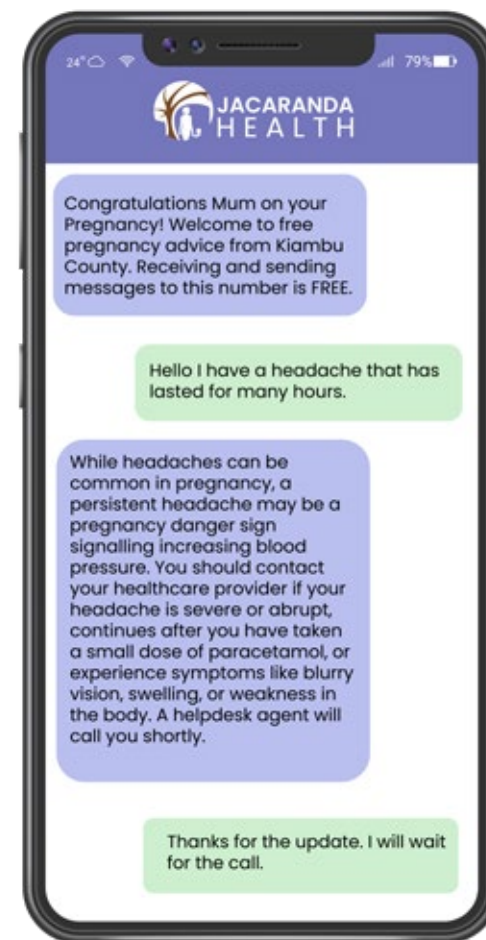 24°
79%
JACARANDA
HEALTH
Congratulations Mum on your
Pregnancy! Welcome to free
pregnancy advice from Kiambu
County. Receiving and sending
messages to this number is FREE.
Hello I have a headache that has
lasted for many hours.
While headaches can be
common in pregnancy, a
persistent headache may be a
pregnancy danger sign
signalling increasing blood
pressure. You should contact
your healthcare provider if your
headache is severe or abrupt,
continues after you have taken
a small dose of paracetamol, or
experience symptoms like blurry
vision, swelling, or weakness in
the body. A helpdesk agent will
call you shortly.
Thanks for the update. I will wait
for the call.